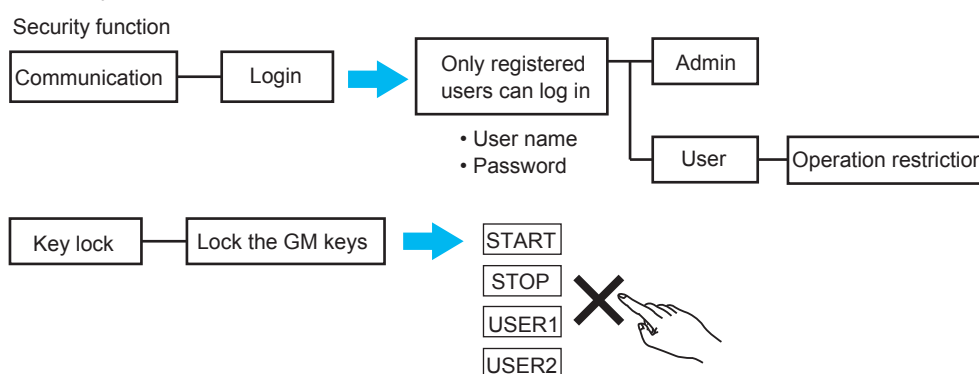 Security function
Communication
Login
Only registered
users can log in
Admin
• User name
• Password
User
Operation restriction
Key lock
Lock the GM keys
START
STOP
USER1
USER2